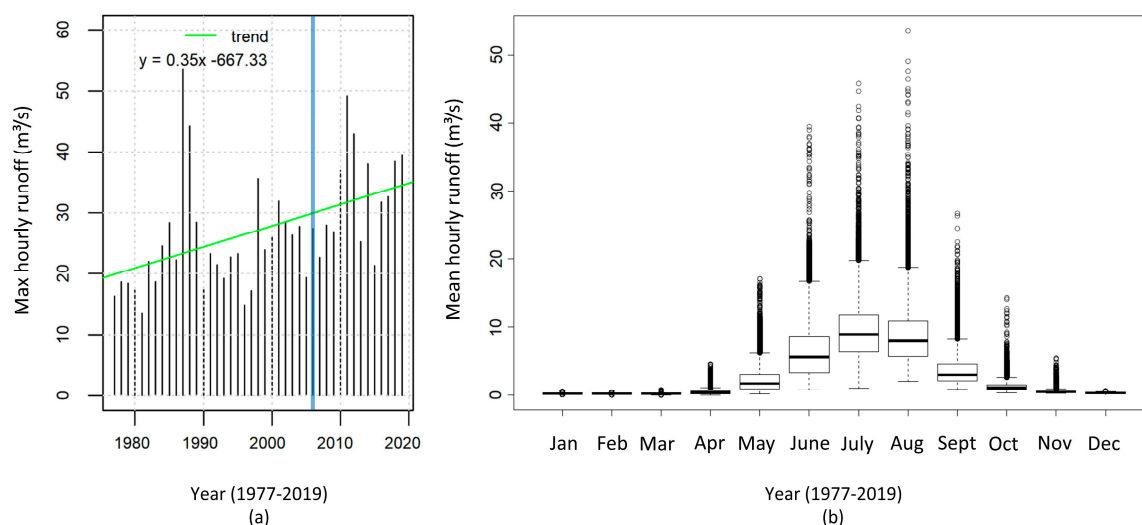 Max hourly runoff (m³/s)
60
50
40
30
20
10
0
trend
y = 0.35x -667.33
1980
1990
2000
2010
2020
Year (1977-2019)
(a)
Mean hourly runoff (m³/s)
50
40
30
20
10
0
Jan Feb Mar Apr May June July Aug Sept Oct Nov Dec
Year (1977-2019)
(b)